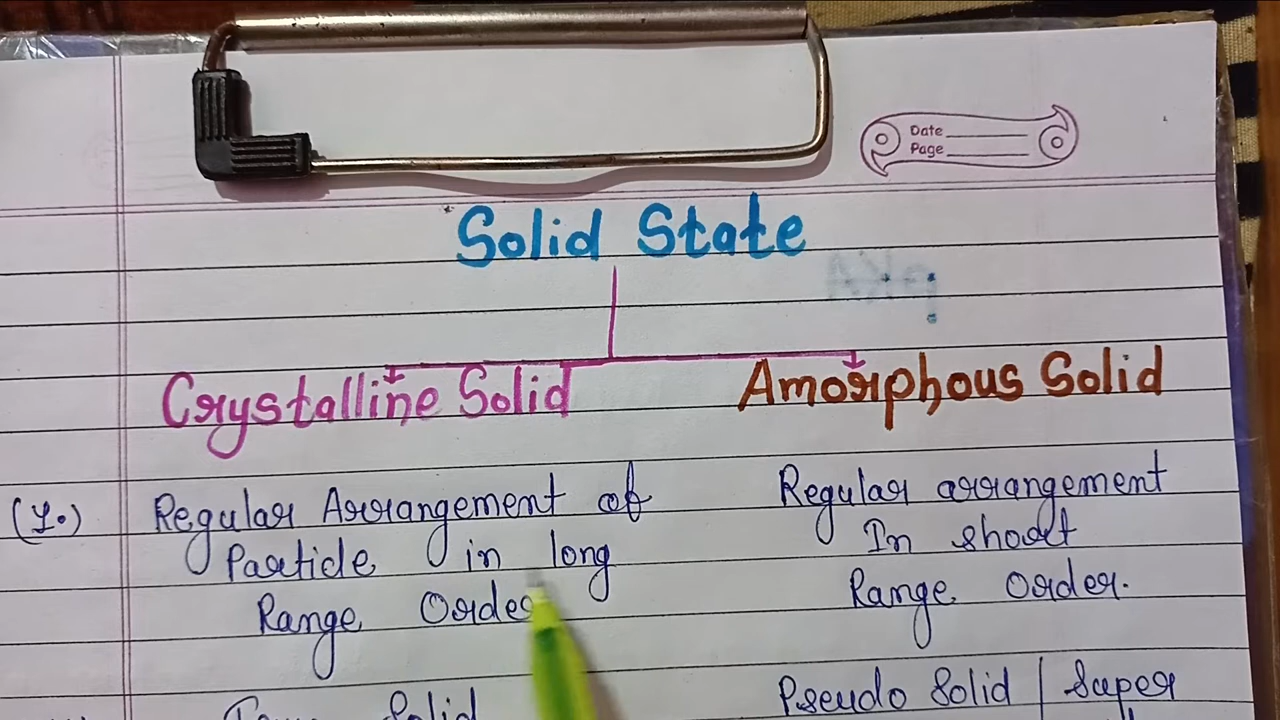 Date
Page
Solid State
Crystalline Solid
Amorphous Solid
(1.) Regular Arrangement of
Particle in long
Range Order
Regular arrangement
In short
Range Order.
Solid
Pseudo Solid / Super